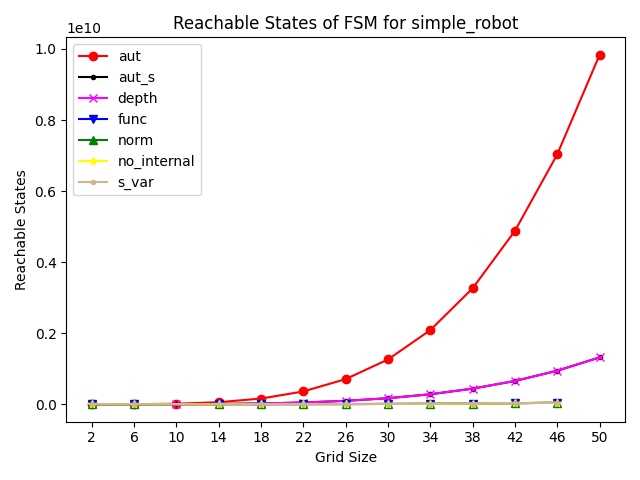 Reachable States of FSM for simple_robot
1e10
1.0
0.8
0.6
0.4
0.2
0.0
Reachable States
aut
aut_s
depth
func
norm
no_internal
s_var
2 6 10 14 18 22 26 30 34 38 42 46 50
Grid Size